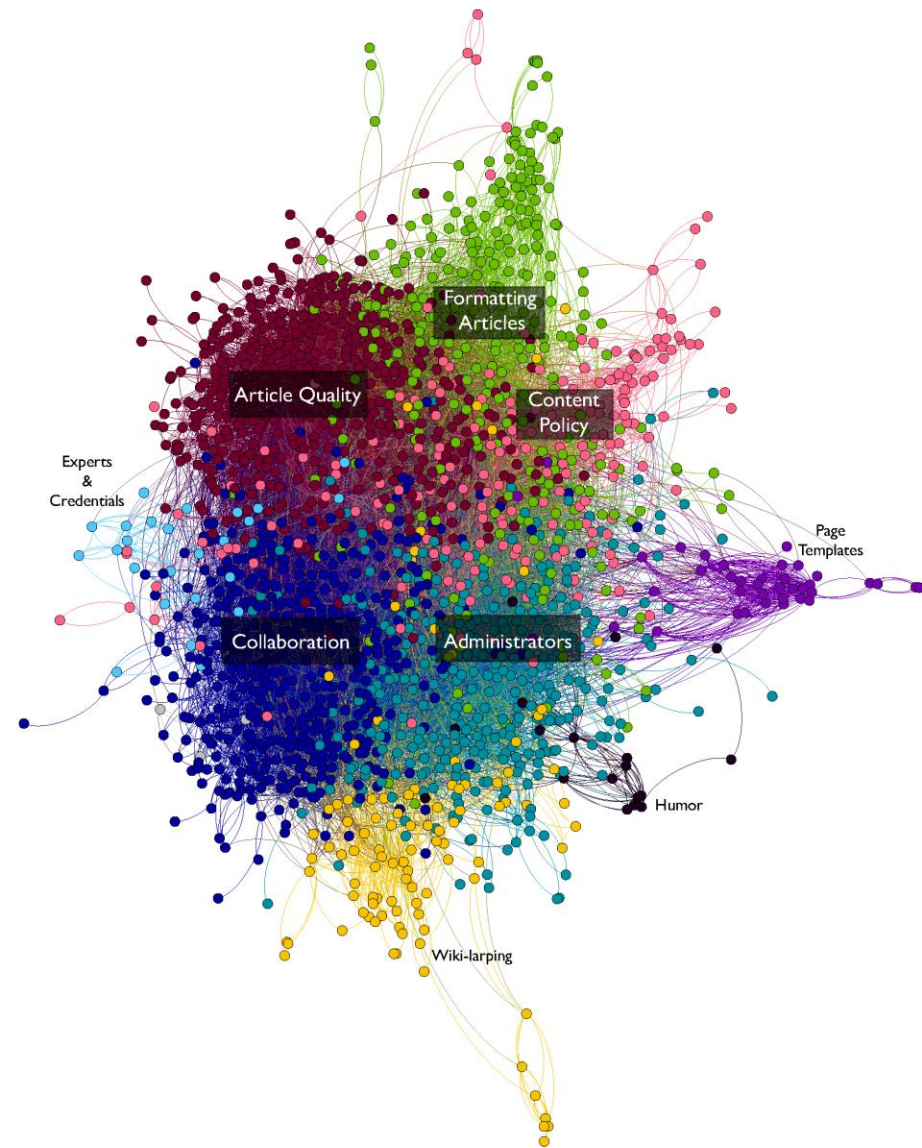 Formatting
Articles
Article Quality
Content
Policy
Experts
&
Credentials
Page
Templates
Collaboration
Administrators
Humor
Wiki-larping